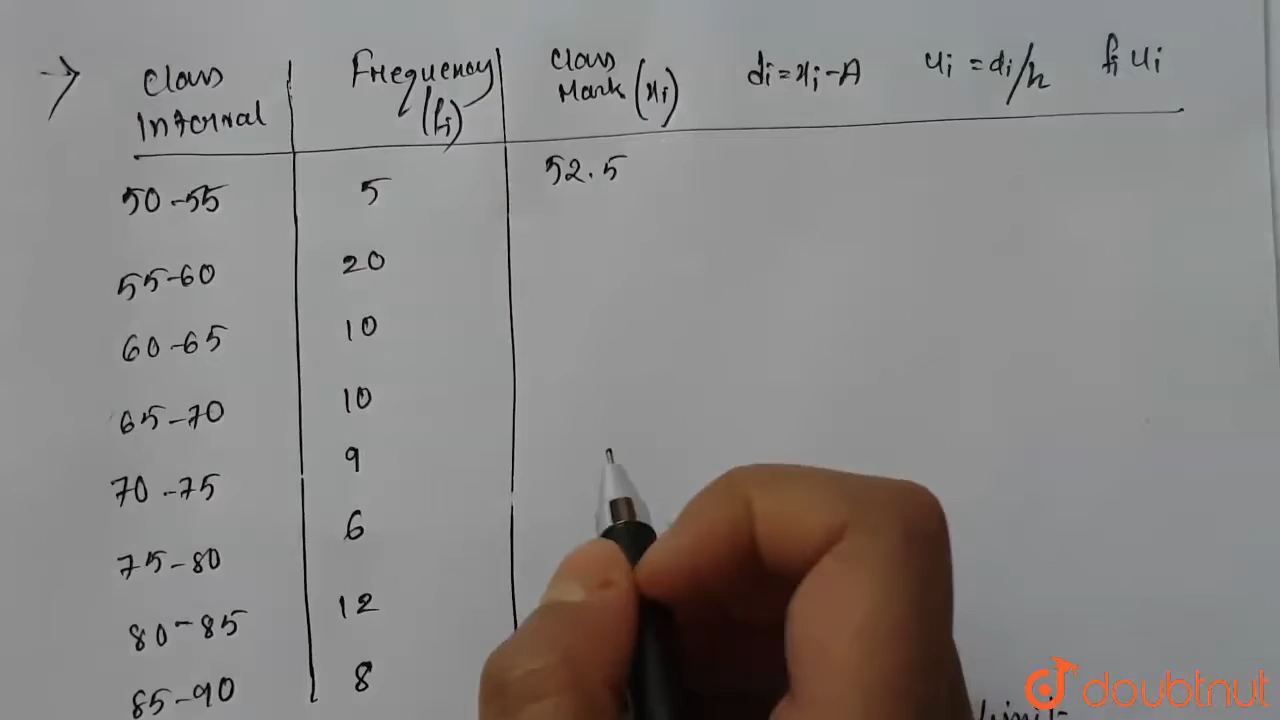 → Class Interval | Frequency (fi) | Class Mark (xi) di = xi - A ui = di/h fi ui
50-55 5 52.5
55-60 20
60-65 10
65-70 10
70-75 9
75-80 6
80-85 12
85-90 8
doubtnut